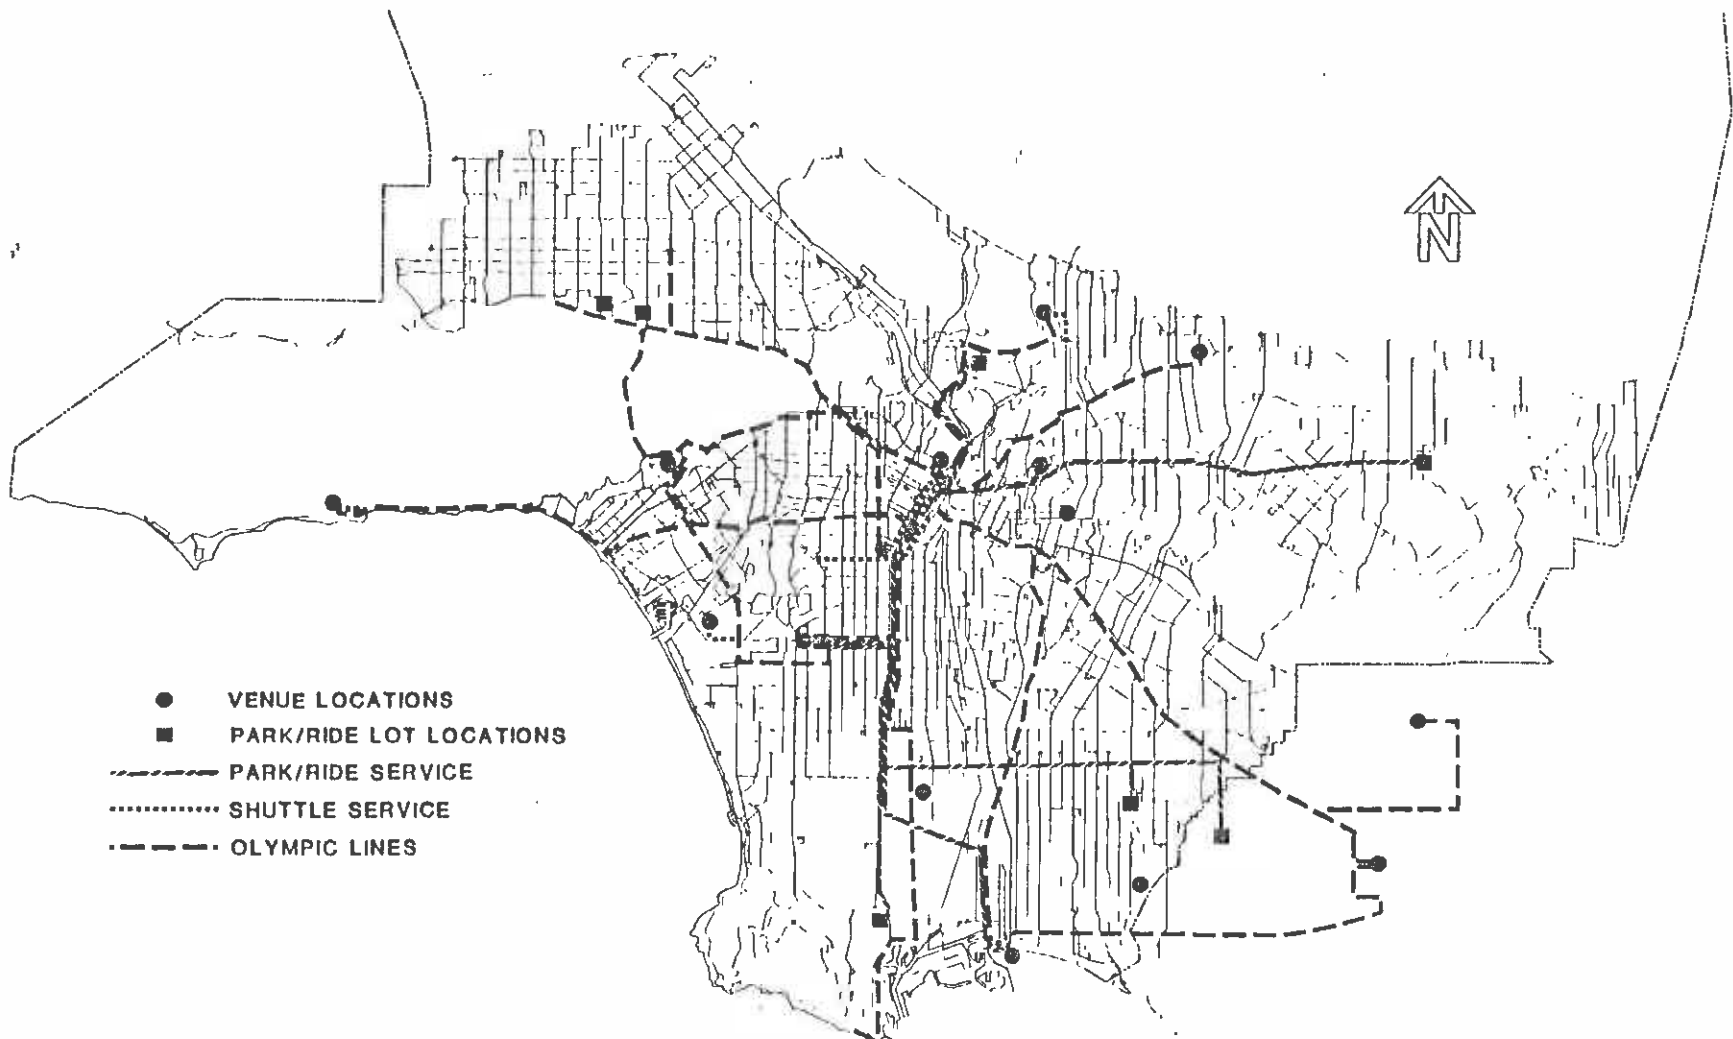 N
VENUE LOCATIONS
PARK/RIDE LOT LOCATIONS
PARK/RIDE SERVICE
SHUTTLE SERVICE
OLYMPIC LINES